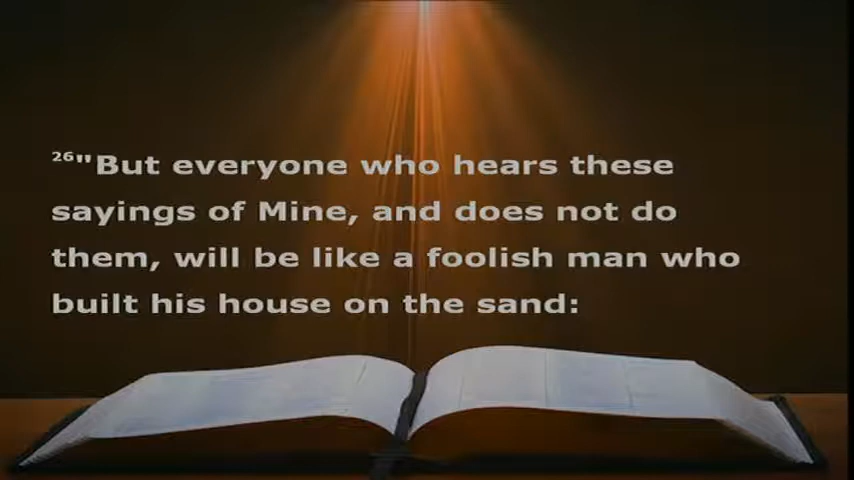 26"But everyone who hears these
sayings of Mine, and does not do
them, will be like a foolish man who
built his house on the sand: